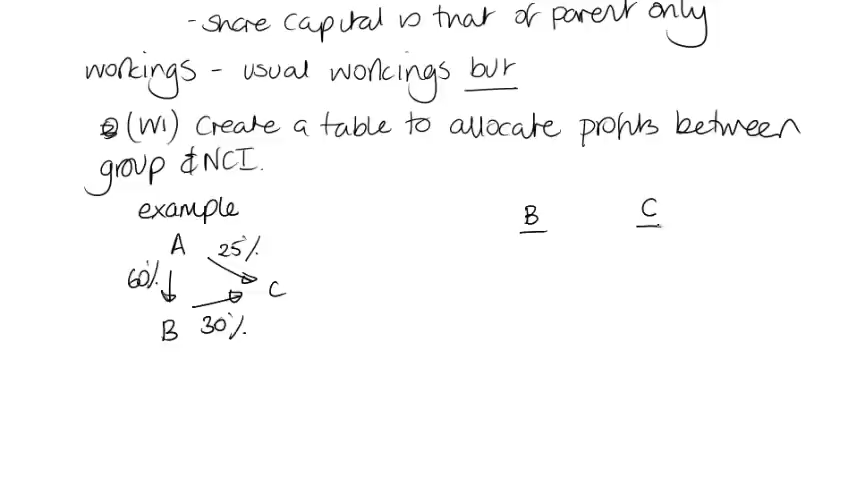 - share capital is that of parent only
workings - usual workings but
(W1) Create a table to allocate profits between
group & NCI.
example
B C
A 25%
60%
C
B 30%